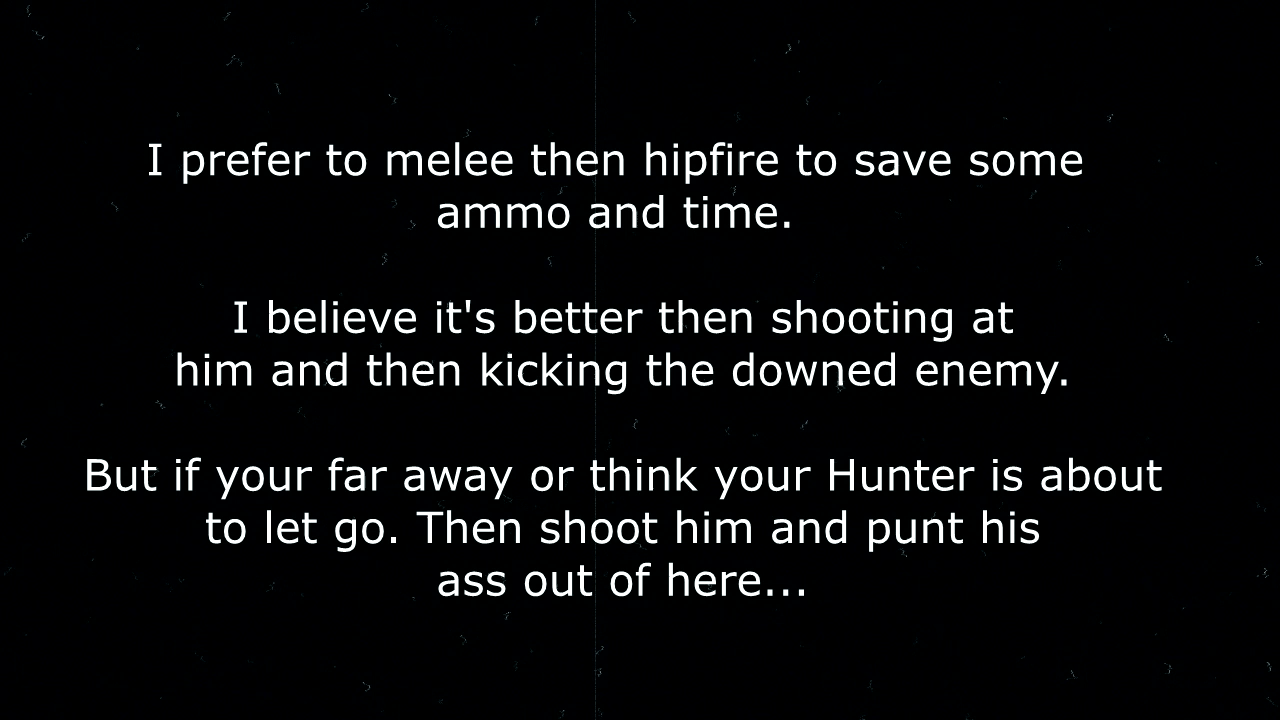 I prefer to melee then hipfire to save some
ammo and time.
I believe it's better then shooting at
him and then kicking the downed enemy.
But if your far away or think your Hunter is about
to let go. Then shoot him and punt his
ass out of here...